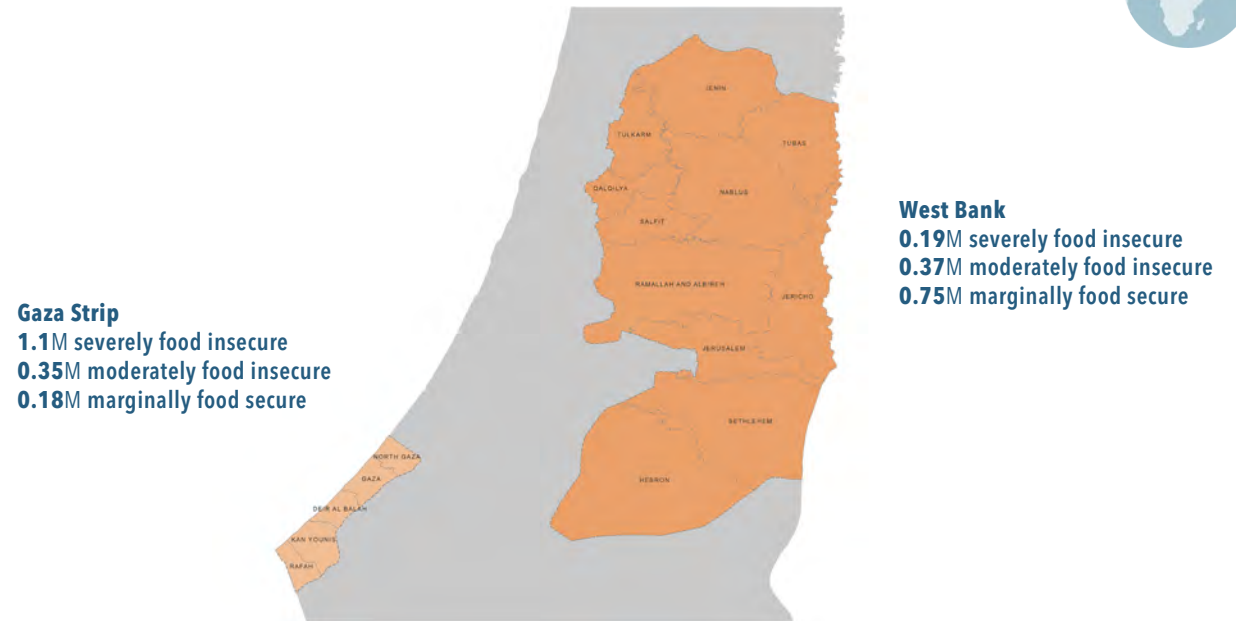 JENIN
TULKARM
TUBAS
QALQILYA
NABLUS
SALFIT
West Bank
0.19M severely food insecure
0.37M moderately food insecure
0.75M marginally food secure
RAMALLAH AND ALBIREH
JERICHO
Gaza Strip
1.1M severely food insecure
0.35M moderately food insecure
0.18M marginally food secure
JERUSALEM
BETHLEHEM
HEBRON
NORTH GAZA
GAZA
DEIR AL BALAH
KAN YOUNIS
RAFAH